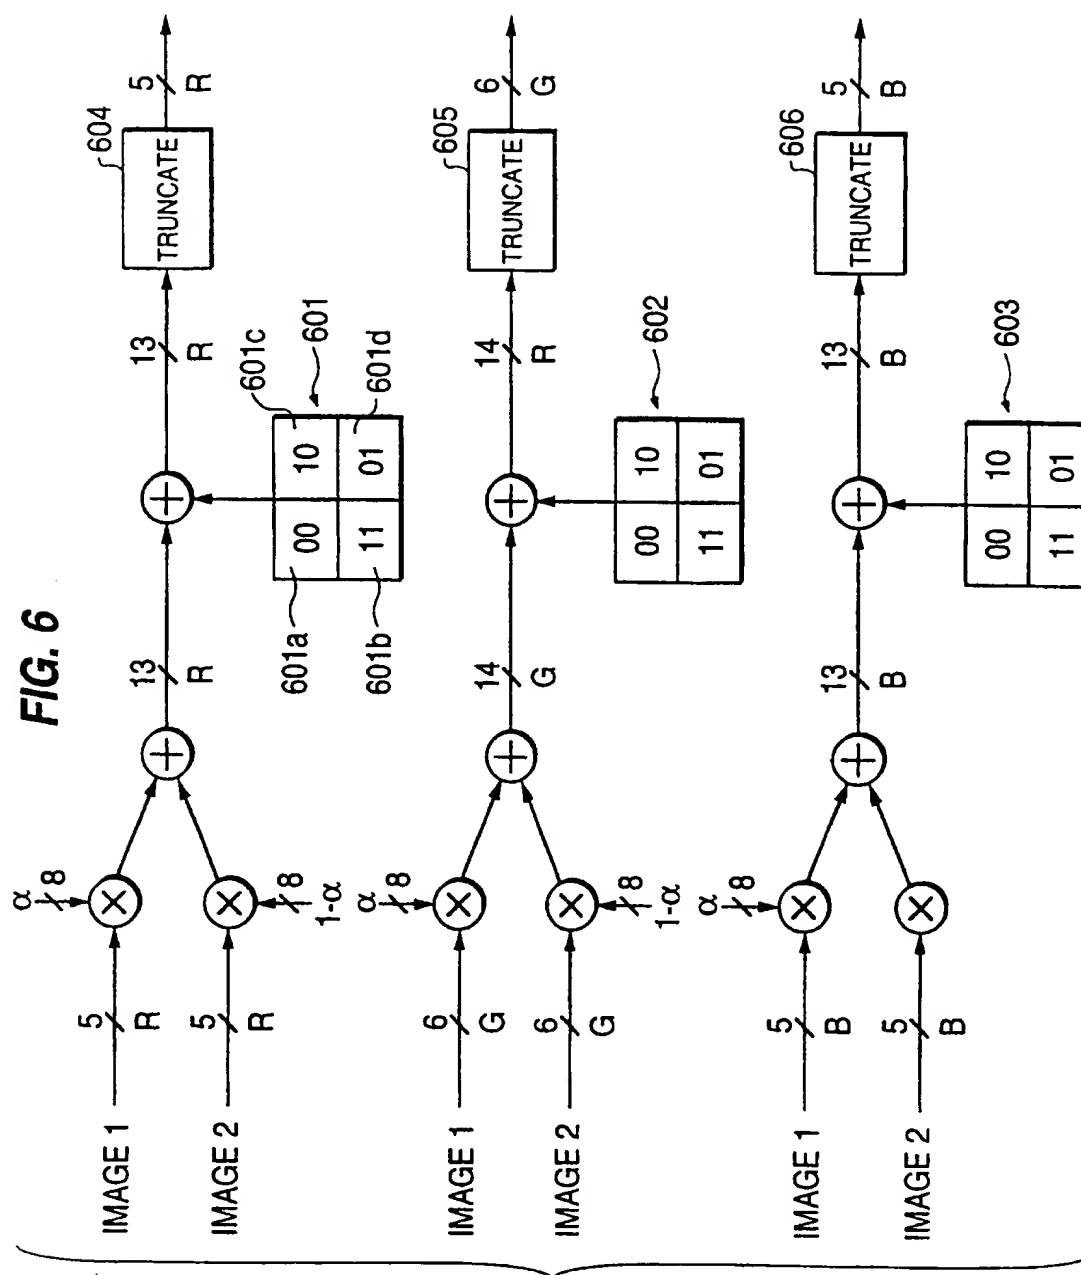 FIG. 6
IMAGE 1
5
R
α
8
IMAGE 2
5
R
1-α
8
13
R
00
10
11
01
601a
601b
601c
601d
601
13
R
TRUNCATE
604
5
R
IMAGE 1
6
G
α
8
IMAGE 2
6
G
1-α
8
14
G
00
10
11
01
602
14
R
TRUNCATE
605
6
G
IMAGE 1
5
B
α
8
IMAGE 2
5
B
13
B
00
10
11
01
603
13
B
TRUNCATE
606
5
B